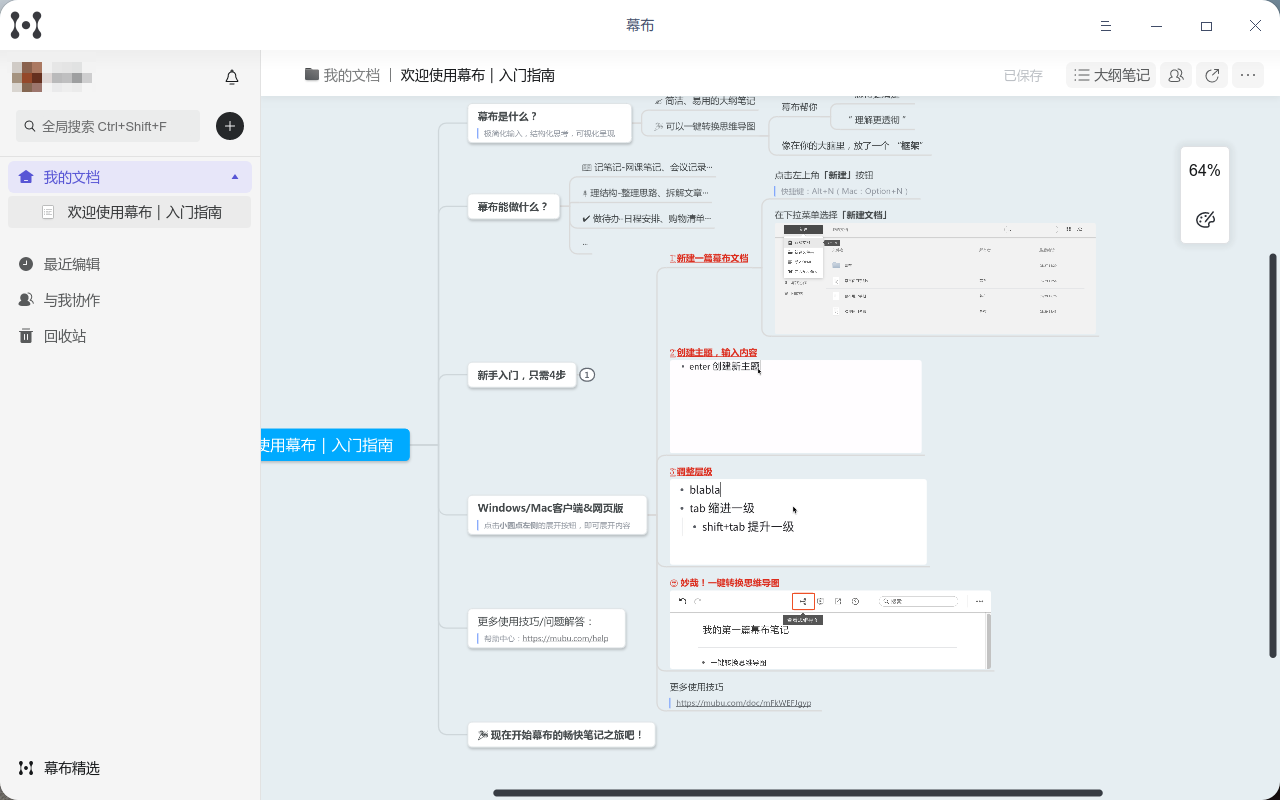 幕布
我的文档
欢迎使用幕布｜入门指南
已保存
大纲笔记
全局搜索 Ctrl+Shift+F
我的文档
欢迎使用幕布｜入门指南
最近编辑
与我协作
回收站
幕布精选
64%
使用幕布｜入门指南
幕布是什么？
极简化输入，结构化思考，可视化呈现
简洁、易用的大纲笔记
可以一键转换思维导图
幕布帮你
“ 理解更透彻 ”
像在你的大脑里，放了一个 “框架”
幕布能做什么？
记笔记-网课笔记、会议记录···
理结构-整理思路、拆解文章···
✔ 做待办-日程安排、购物清单···
...
新手入门，只需4步
1
Windows/Mac客户端&网页版
点击小圆点左侧的展开按钮，即可展开内容
①新建一篇幕布文档
点击左上角「新建」按钮
快捷键：Alt+N ( Mac：Option+N )
在下拉菜单选择「新建文档」
②创建主题，输入内容
• enter 创建新主题
③调整层级
• blabla
• tab 缩进一级
• shift+tab 提升一级
妙哉！一键转换思维导图
搜索
我的第一篇幕布笔记
• 一键转换思维导图
更多使用技巧
https://mubu.com/doc/mFkWEFJgyp
更多使用技巧/问题解答：
帮助中心：https://mubu.com/help
现在开始幕布的畅快笔记之旅吧！